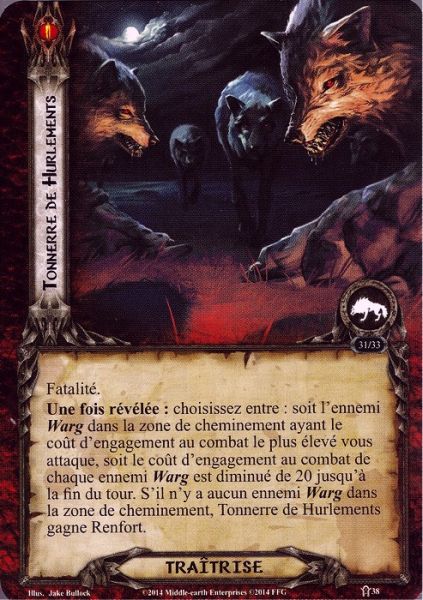 TONNERRE DE HURLEMENTS
31/33
Fatalité.
Une fois révélée : choisissez entre : soit l'ennemi
Warg dans la zone de cheminement ayant le
coût d'engagement au combat le plus élevé vous
attaque, soit le coût d'engagement au combat de
chaque ennemi Warg est diminué de 20 jusqu'à
la fin du tour. S'il n'y a aucun ennemi Warg dans
la zone de cheminement, Tonnerre de Hurlements
gagne Renfort.
TRAÎTRISE
Illus. Jake Bullock ©2014 Middle-earth Enterprises ©2014 FFG 38